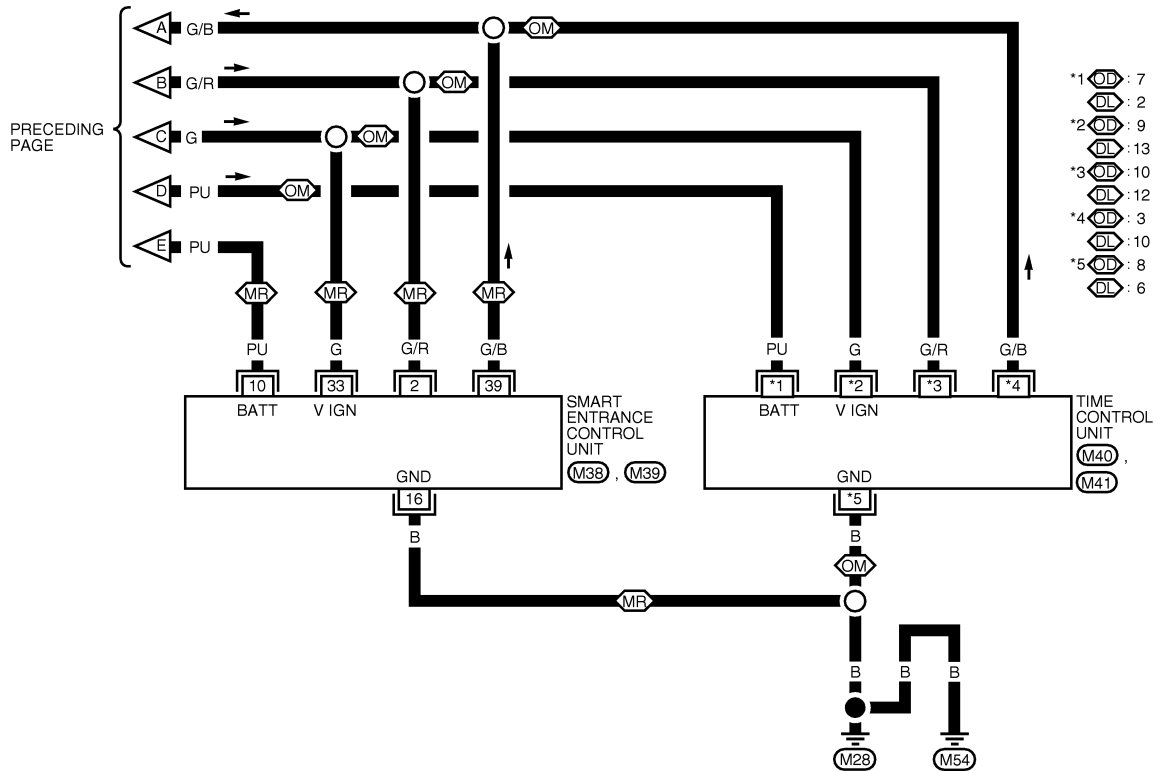 A G/B OM
B G/R OM
C G OM
D PU OM
E PU
PRECEDING
PAGE
*1 OD : 7
DL : 2
*2 OD : 9
DL : 13
*3 OD : 10
DL : 12
*4 OD : 3
DL : 10
*5 OD : 8
DL : 6
MR MR MR MR
PU G G/R G/B PU G G/R G/B
10 33 2 39 *1 *2 *3 *4
BATT V IGN BATT V IGN
SMART
ENTRANCE
CONTROL
UNIT
M38 , M39
TIME
CONTROL
UNIT
M40 ,
M41
GND GND
16 *5
B B
OM
MR
B B B
M28 M54